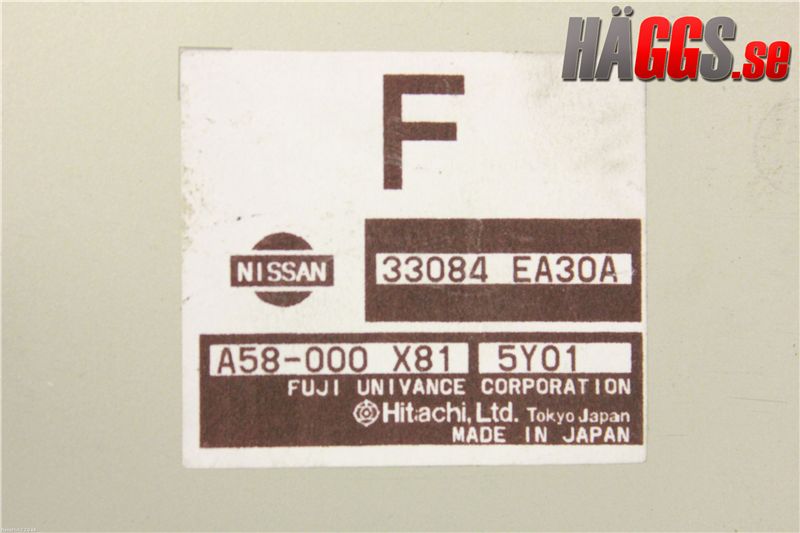 HÄGGS.se
F
NISSAN
33084 EA30A
A58-000 X81 5Y01
FUJI UNIVANCE CORPORATION
Hitachi, Ltd. Tokyo Japan
MADE IN JAPAN